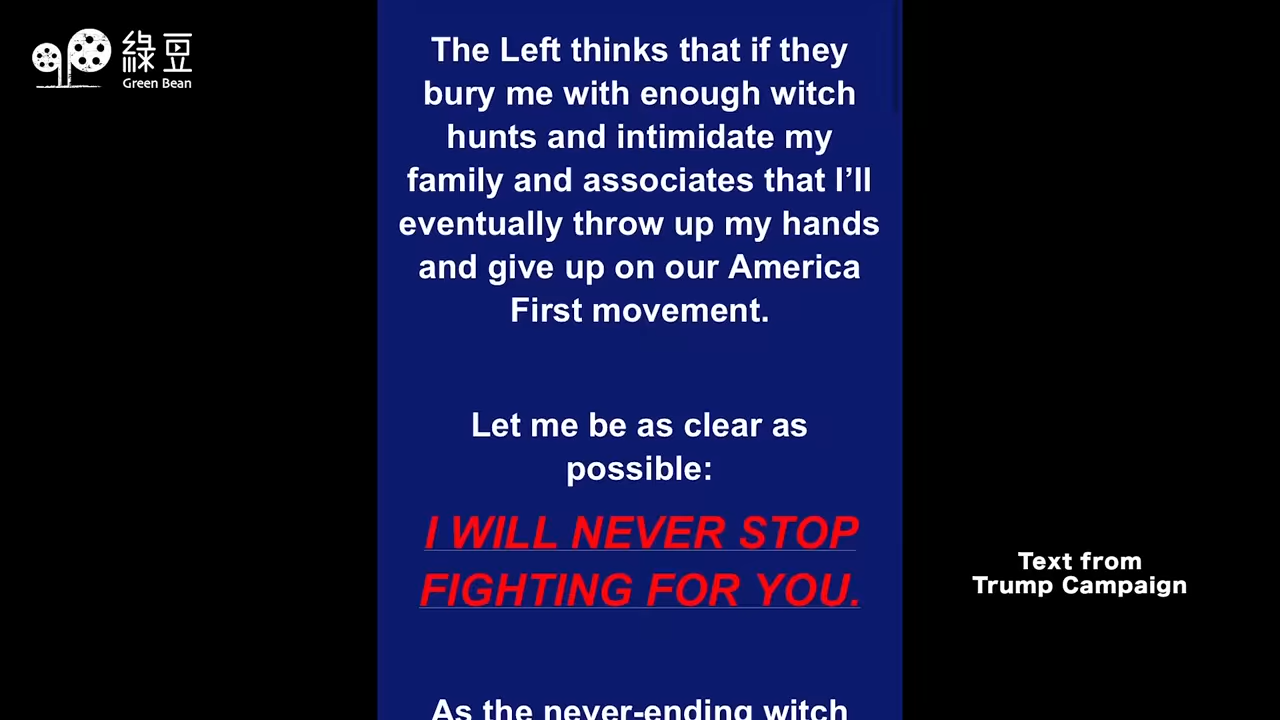 綠豆
Green Bean
The Left thinks that if they
bury me with enough witch
hunts and intimidate my
family and associates that I’ll
eventually throw up my hands
and give up on our America
First movement.
Let me be as clear as
possible:
I WILL NEVER STOP
FIGHTING FOR YOU.
As the never-ending witch
Text from
Trump Campaign